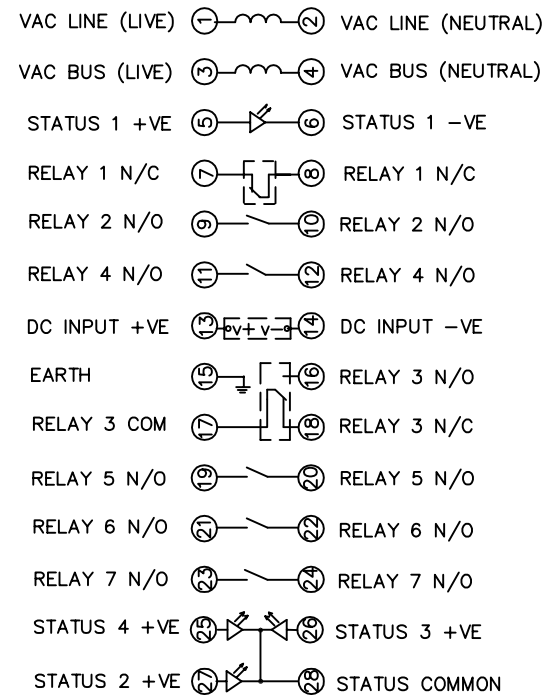 VAC LINE (LIVE) 1 2 VAC LINE (NEUTRAL)
VAC BUS (LIVE) 3 4 VAC BUS (NEUTRAL)
STATUS 1 +VE 5 6 STATUS 1 −VE
RELAY 1 N/C 7 8 RELAY 1 N/C
RELAY 2 N/O 9 10 RELAY 2 N/O
RELAY 4 N/O 11 12 RELAY 4 N/O
DC INPUT +VE 13 V+ V− 14 DC INPUT −VE
EARTH 15 16 RELAY 3 N/O
RELAY 3 COM 17 18 RELAY 3 N/C
RELAY 5 N/O 19 20 RELAY 5 N/O
RELAY 6 N/O 21 22 RELAY 6 N/O
RELAY 7 N/O 23 24 RELAY 7 N/O
STATUS 4 +VE 25 26 STATUS 3 +VE
STATUS 2 +VE 27 28 STATUS COMMON